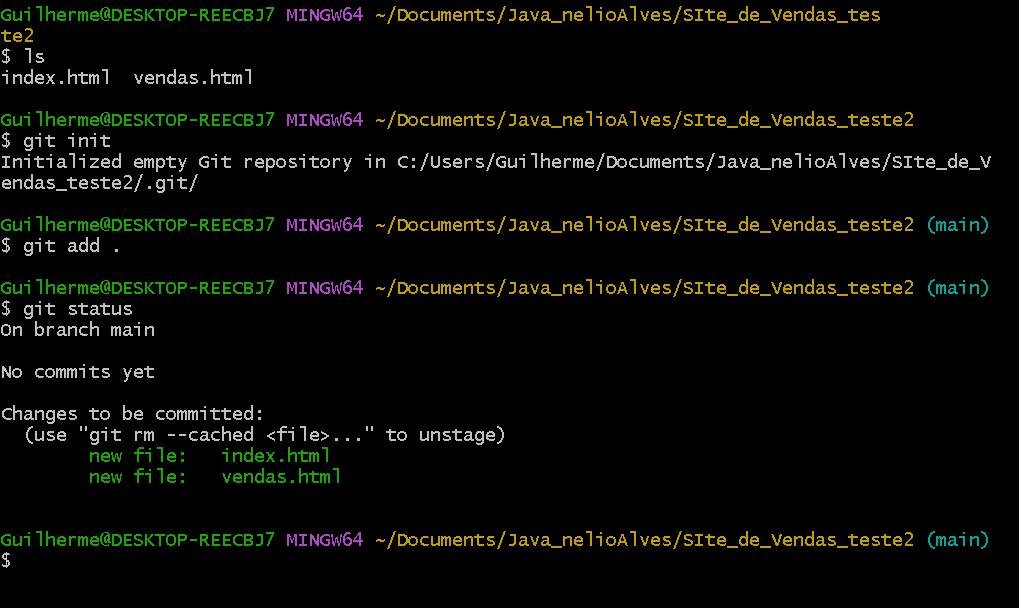 Guilherme@DESKTOP-REECBJ7 MINGW64 ~/Documents/Java_nelioAlves/SIte_de_Vendas_tes
te2
$ ls
index.html  vendas.html
Guilherme@DESKTOP-REECBJ7 MINGW64 ~/Documents/Java_nelioAlves/SIte_de_Vendas_teste2
$ git init
Initialized empty Git repository in C:/Users/Guilherme/Documents/Java_nelioAlves/SIte_de_V
endas_teste2/.git/
Guilherme@DESKTOP-REECBJ7 MINGW64 ~/Documents/Java_nelioAlves/SIte_de_Vendas_teste2 (main)
$ git add .
Guilherme@DESKTOP-REECBJ7 MINGW64 ~/Documents/Java_nelioAlves/SIte_de_Vendas_teste2 (main)
$ git status
On branch main
No commits yet
Changes to be committed:
  (use "git rm --cached <file>..." to unstage)
        new file:   index.html
        new file:   vendas.html
Guilherme@DESKTOP-REECBJ7 MINGW64 ~/Documents/Java_nelioAlves/SIte_de_Vendas_teste2 (main)
$